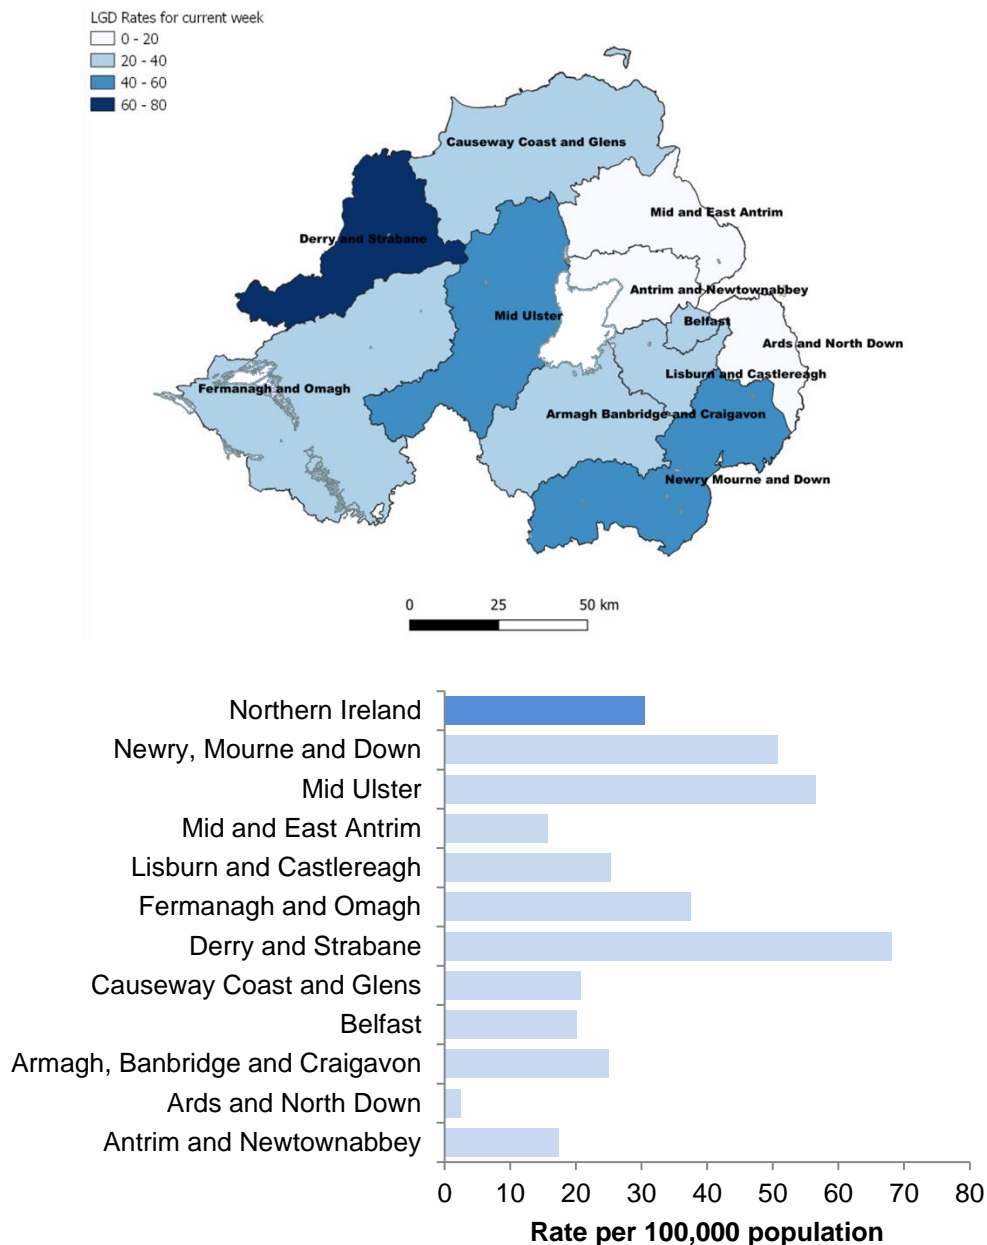 LGD Rates for current week
0 - 20
20 - 40
40 - 60
60 - 80
Causeway Coast and Glens
Mid and East Antrim
Derry and Strabane
Antrim and Newtownabbey
Mid Ulster
Belfast
Ards and North Down
Lisburn and Castlereagh
Fermanagh and Omagh
Armagh Banbridge and Craigavon
Newry Mourne and Down
0 25 50 km
Northern Ireland
Newry, Mourne and Down
Mid Ulster
Mid and East Antrim
Lisburn and Castlereagh
Fermanagh and Omagh
Derry and Strabane
Causeway Coast and Glens
Belfast
Armagh, Banbridge and Craigavon
Ards and North Down
Antrim and Newtownabbey
0 10 20 30 40 50 60 70 80
Rate per 100,000 population